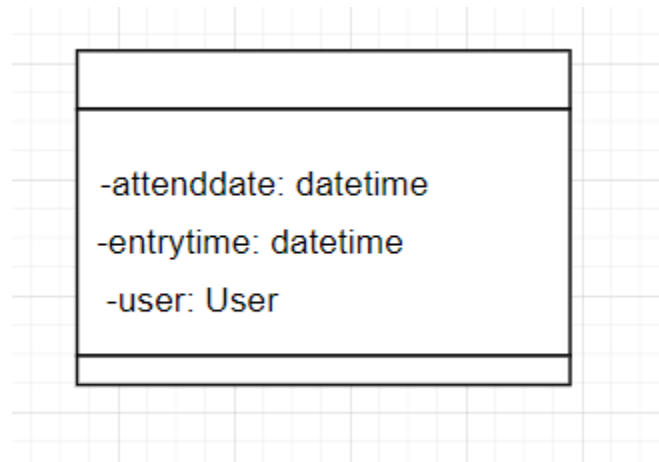 -attenddate: datetime
-entrytime: datetime
-user: User